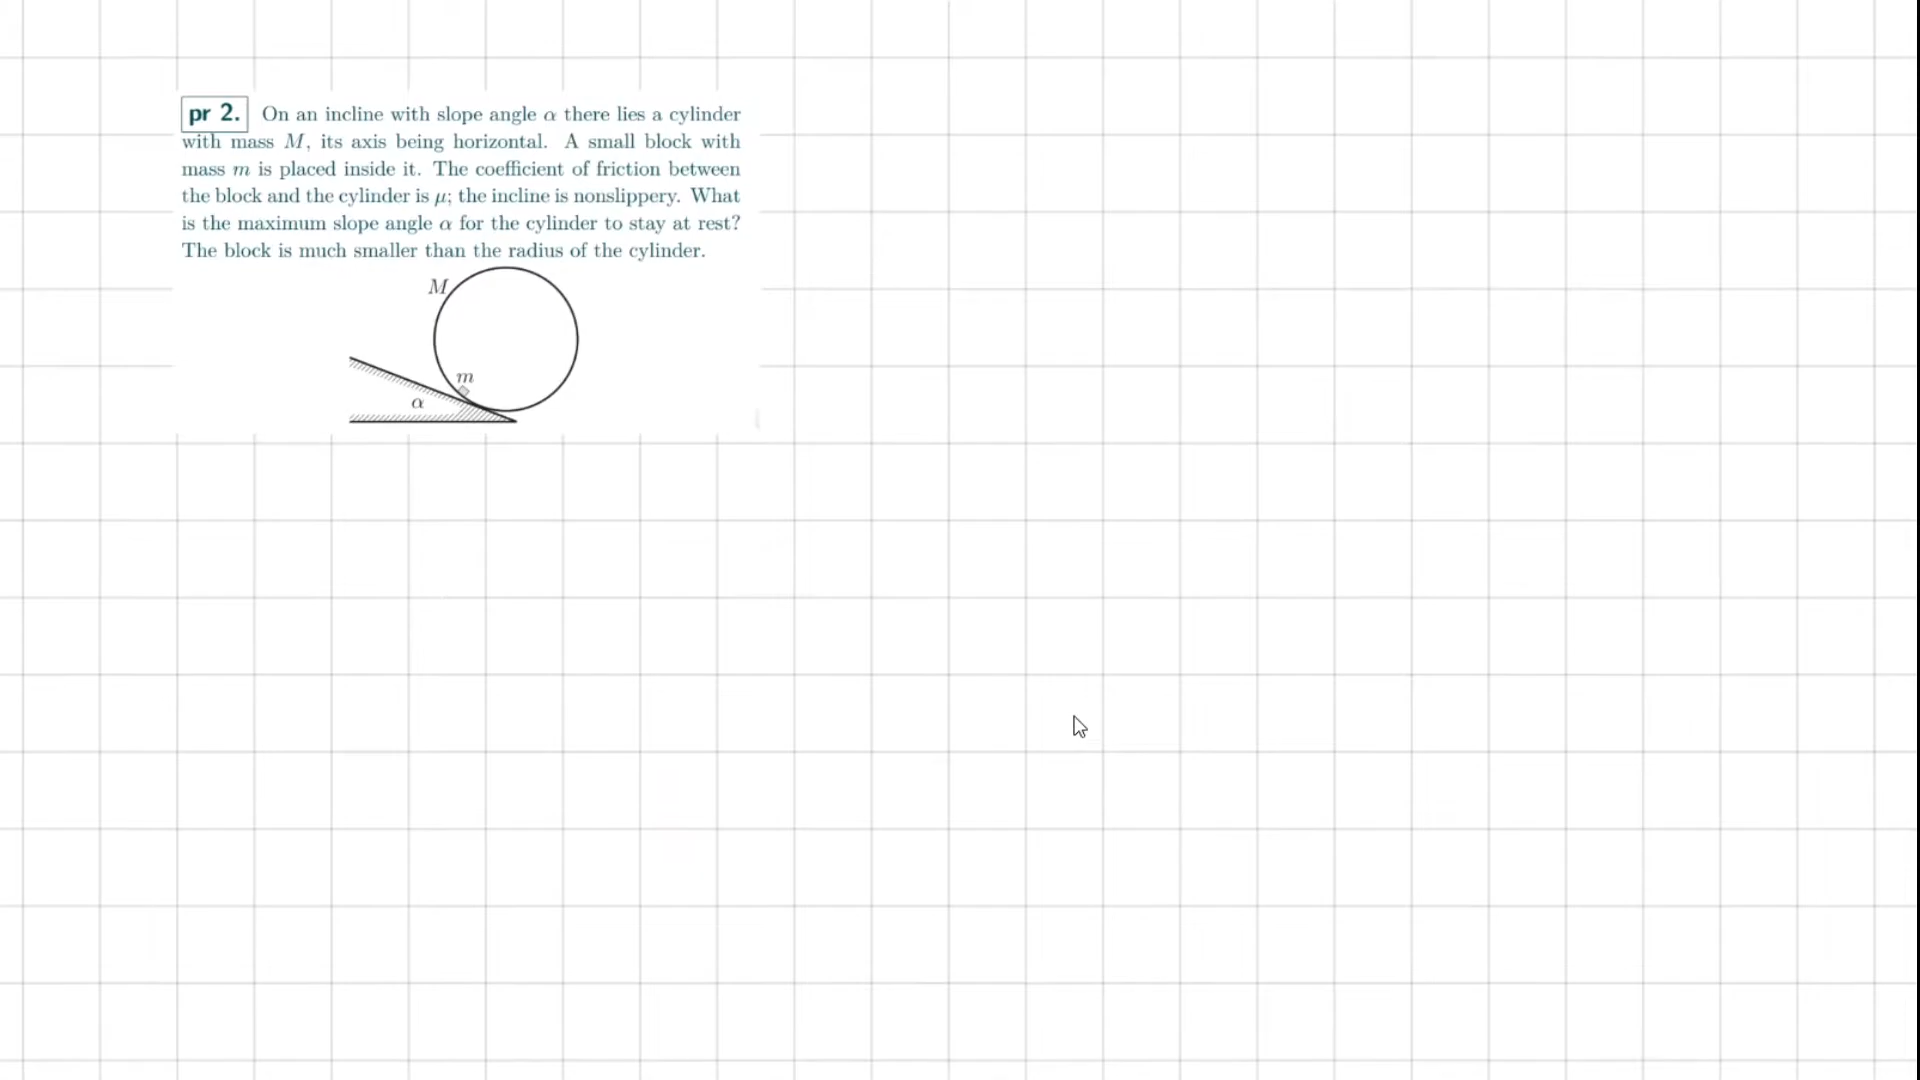 pr 2. On an incline with slope angle α there lies a cylinder
with mass M, its axis being horizontal. A small block with
mass m is placed inside it. The coefficient of friction between
the block and the cylinder is μ; the incline is nonslippery. What
is the maximum slope angle α for the cylinder to stay at rest?
The block is much smaller than the radius of the cylinder.
M
m
α